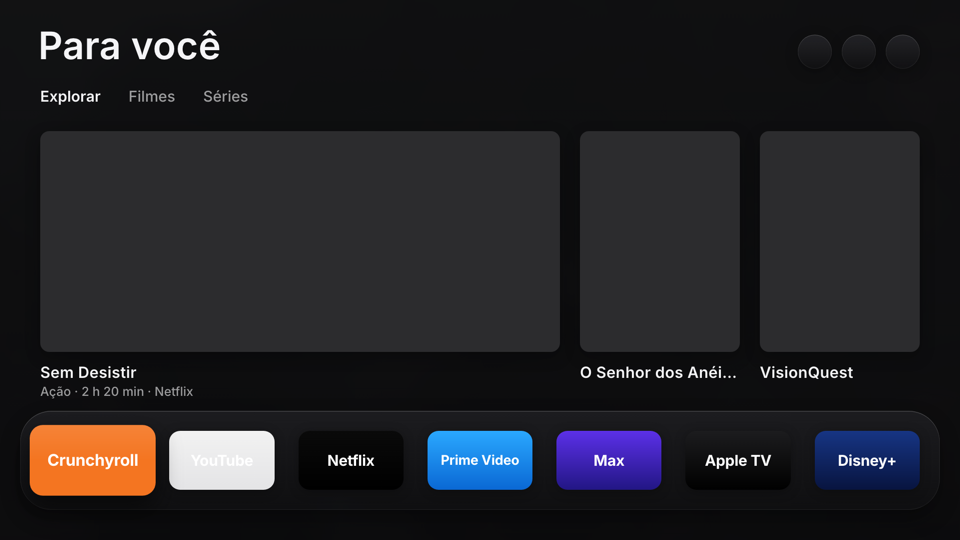 Para você
Explorar Filmes Séries
Sem Desistir
Ação · 2 h 20 min · Netflix
O Senhor dos Anéi...
VisionQuest
Crunchyroll YouTube Netflix Prime Video Max Apple TV Disney+